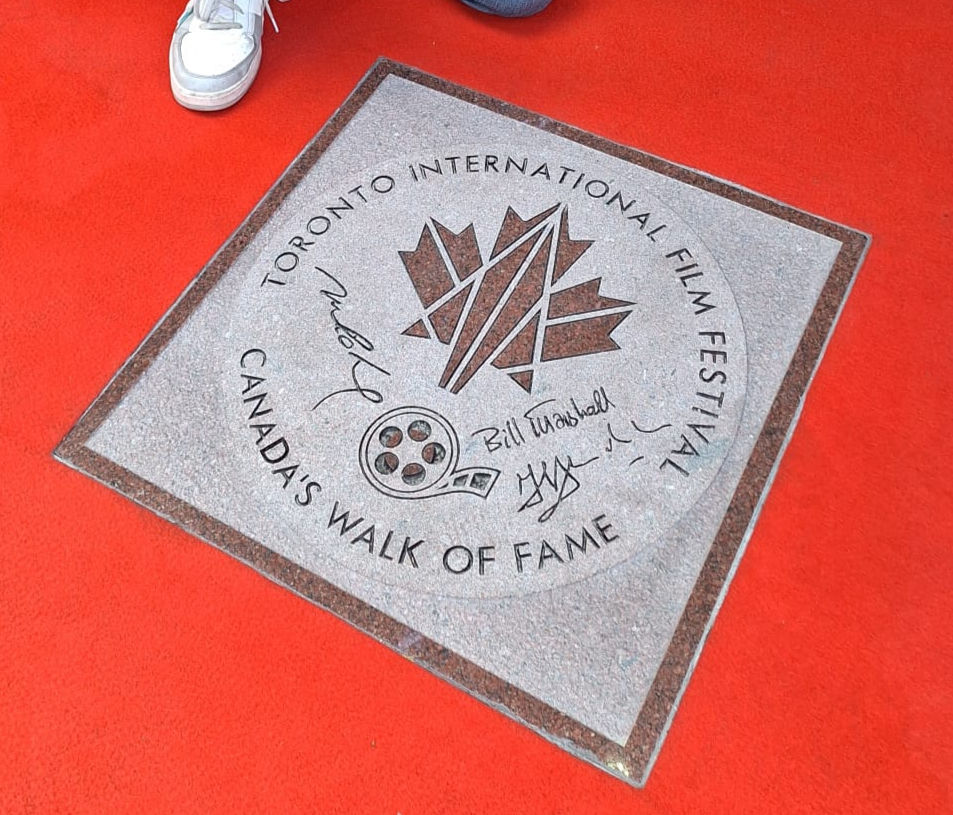 TORONTO INTERNATIONAL FILM FESTIVAL
Bill Marshall
CANADA'S WALK OF FAME